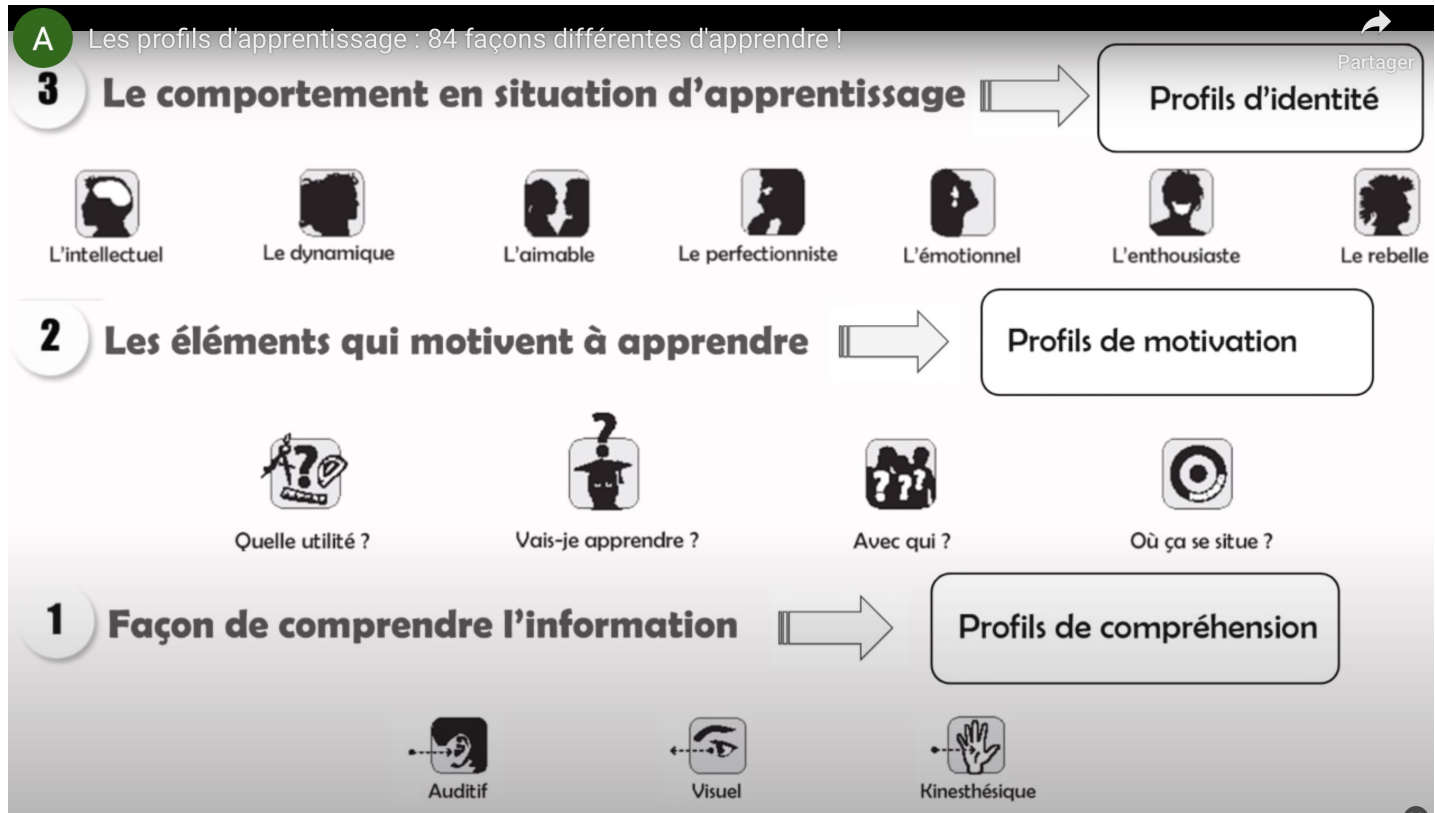 A Les profils d'apprentissage : 84 façons différentes d'apprendre !
Partager
3 Le comportement en situation d'apprentissage Profils d'identité
L'intellectuel Le dynamique L'aimable Le perfectionniste L'émotionnel L'enthousiaste Le rebelle
2 Les éléments qui motivent à apprendre Profils de motivation
?
? ? ? ?
Quelle utilité ? Vais-je apprendre ? Avec qui ? Où ça se situe ?
1 Façon de comprendre l'information Profils de compréhension
Auditif Visuel Kinesthésique